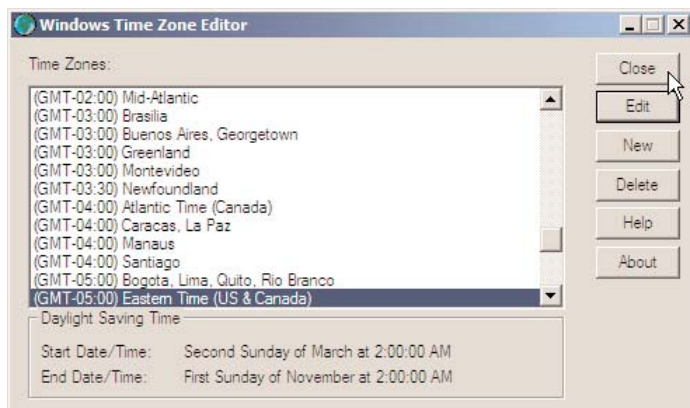 Windows Time Zone Editor
Time Zones:
(GMT-02:00) Mid-Atlantic
(GMT-03:00) Brasilia
(GMT-03:00) Buenos Aires, Georgetown
(GMT-03:00) Greenland
(GMT-03:00) Montevideo
(GMT-03:30) Newfoundland
(GMT-04:00) Atlantic Time (Canada)
(GMT-04:00) Caracas, La Paz
(GMT-04:00) Manaus
(GMT-04:00) Santiago
(GMT-05:00) Bogota, Lima, Quito, Rio Branco
(GMT-05:00) Eastern Time (US & Canada)
Daylight Saving Time
Start Date/Time: Second Sunday of March at 2:00:00 AM
End Date/Time: First Sunday of November at 2:00:00 AM
Close
Edit
New
Delete
Help
About